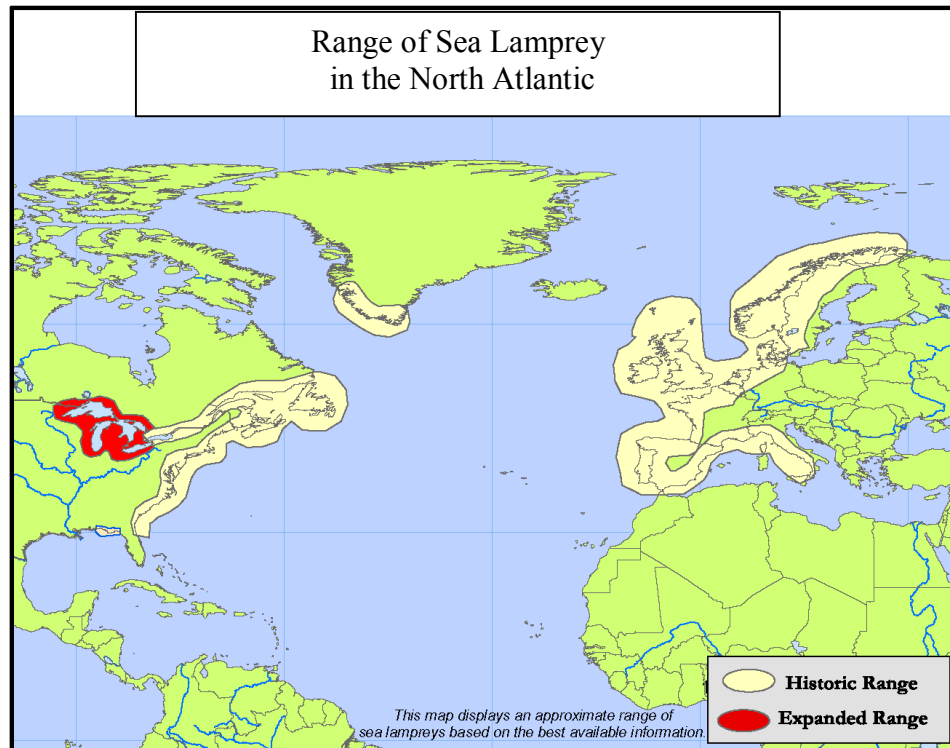 Range of Sea Lamprey
in the North Atlantic
This map displays an approximate range of
sea lampreys based on the best available information.
Historic Range
Expanded Range